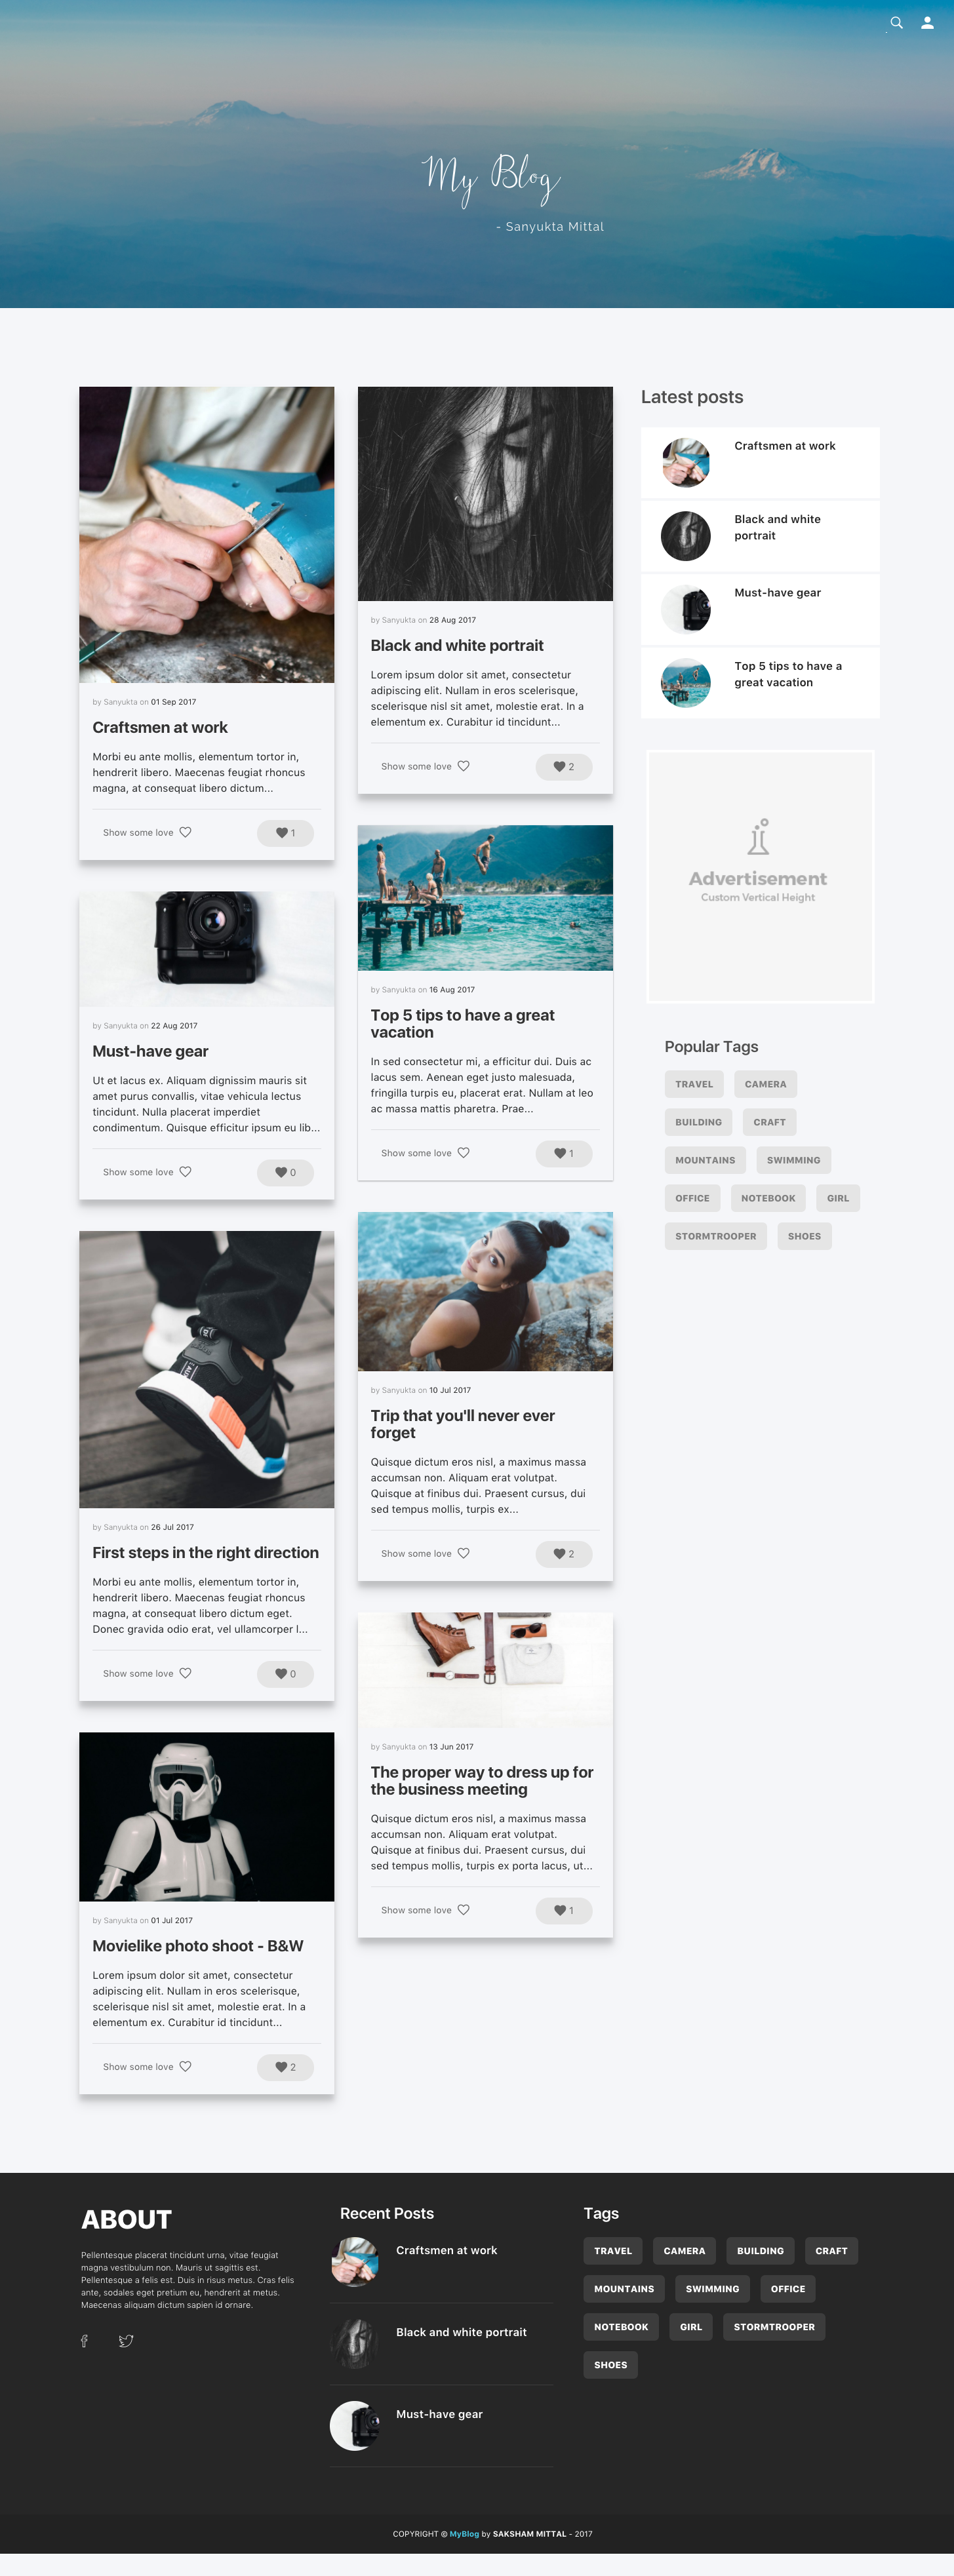 My Blog
- Sanyukta Mittal
by Sanyukta on 01 Sep 2017
Craftsmen at work
Morbi eu ante mollis, elementum tortor in,
hendrerit libero. Maecenas feugiat rhoncus
magna, at consequat libero dictum...
Show some love
1
by Sanyukta on 22 Aug 2017
Must-have gear
Ut et lacus ex. Aliquam dignissim mauris sit
amet purus convallis, vitae vehicula lectus
tincidunt. Nulla placerat imperdiet
condimentum. Quisque efficitur ipsum eu lib...
Show some love
0
by Sanyukta on 26 Jul 2017
First steps in the right direction
Morbi eu ante mollis, elementum tortor in,
hendrerit libero. Maecenas feugiat rhoncus
magna, at consequat libero dictum eget.
Donec gravida odio erat, vel ullamcorper l...
Show some love
0
by Sanyukta on 01 Jul 2017
Movielike photo shoot - B&W
Lorem ipsum dolor sit amet, consectetur
adipiscing elit. Nullam in eros scelerisque,
scelerisque nisl sit amet, molestie erat. In a
elementum ex. Curabitur id tincidunt...
Show some love
2
by Sanyukta on 28 Aug 2017
Black and white portrait
Lorem ipsum dolor sit amet, consectetur
adipiscing elit. Nullam in eros scelerisque,
scelerisque nisl sit amet, molestie erat. In a
elementum ex. Curabitur id tincidunt...
Show some love
2
by Sanyukta on 16 Aug 2017
Top 5 tips to have a great
vacation
In sed consectetur mi, a efficitur dui. Duis ac
lacus sem. Aenean eget justo malesuada,
fringilla turpis eu, placerat erat. Nullam at leo
ac massa mattis pharetra. Prae...
Show some love
1
by Sanyukta on 10 Jul 2017
Trip that you'll never ever
forget
Quisque dictum eros nisl, a maximus massa
accumsan non. Aliquam erat volutpat.
Quisque at finibus dui. Praesent cursus, dui
sed tempus mollis, turpis ex...
Show some love
2
by Sanyukta on 13 Jun 2017
The proper way to dress up for
the business meeting
Quisque dictum eros nisl, a maximus massa
accumsan non. Aliquam erat volutpat.
Quisque at finibus dui. Praesent cursus, dui
sed tempus mollis, turpis ex porta lacus, ut...
Show some love
1
Latest posts
Craftsmen at work
Black and white
portrait
Must-have gear
Top 5 tips to have a
great vacation
Advertisement
Custom Vertical Height
Popular Tags
TRAVEL CAMERA
BUILDING CRAFT
MOUNTAINS SWIMMING
OFFICE NOTEBOOK GIRL
STORMTROOPER SHOES
ABOUT
Pellentesque placerat tincidunt urna, vitae feugiat
magna vestibulum non. Mauris ut sagittis est.
Pellentesque a felis est. Duis in risus metus. Cras felis
ante, sodales eget pretium eu, hendrerit at metus.
Maecenas aliquam dictum sapien id ornare.
Recent Posts
Craftsmen at work
Black and white portrait
Must-have gear
Tags
TRAVEL CAMERA BUILDING CRAFT
MOUNTAINS SWIMMING OFFICE
NOTEBOOK GIRL STORMTROOPER
SHOES
COPYRIGHT © MyBlog by SAKSHAM MITTAL - 2017